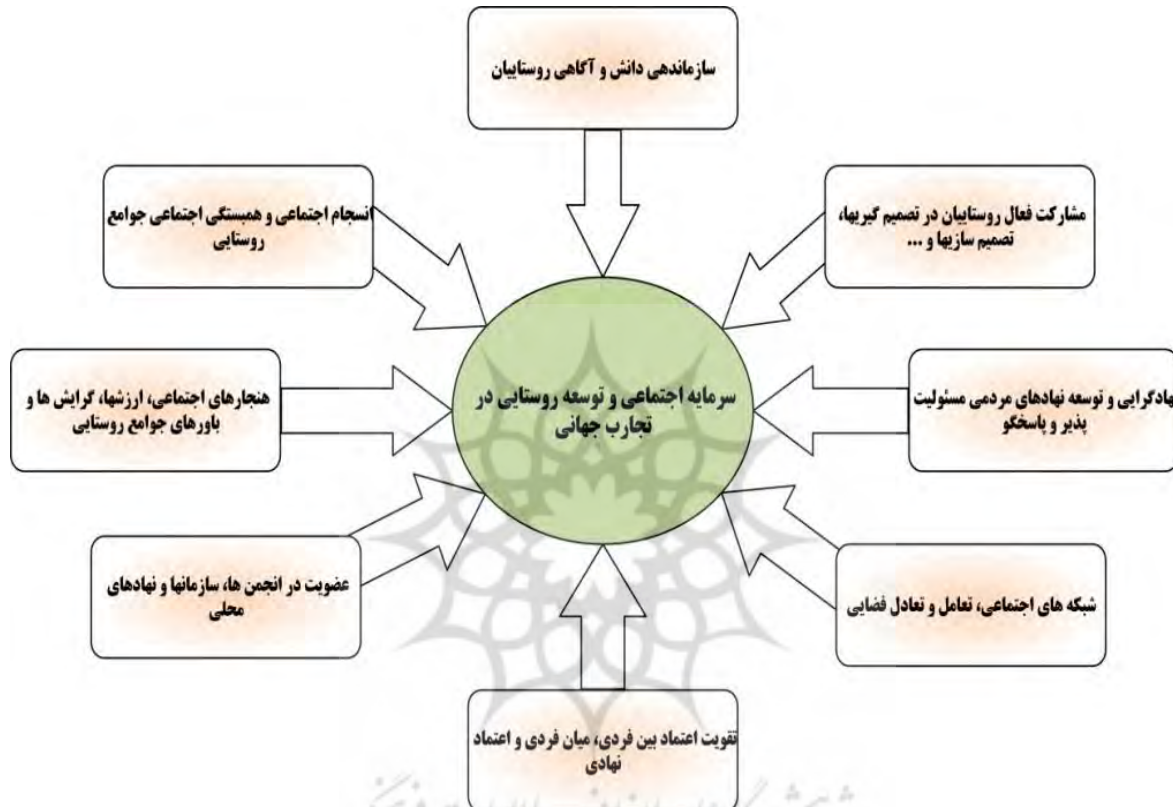 سازماندهی دانش و آگاهی روستاییان
مشارکت فعال روستاییان در تصمیم گیریها،
تصمیم سازیها و ...
انسجام اجتماعی و همبستگی اجتماعی جوامع
روستایی
نهادگرایی و توسعه نهادهای مردمی مسئولیت
پذیر و پاسخگو
سرمایه اجتماعی و توسعه روستایی در
تجارب جهانی
هنجارهای اجتماعی، ارزشها، گرایش ها و
باورهای جوامع روستایی
شبکه های اجتماعی، تعامل و تعادل فضایی
عضویت در انجمن ها، سازمانها و نهادهای
محلی
تقویت اعتماد بین فردی، میان فردی و اعتماد
نهادی